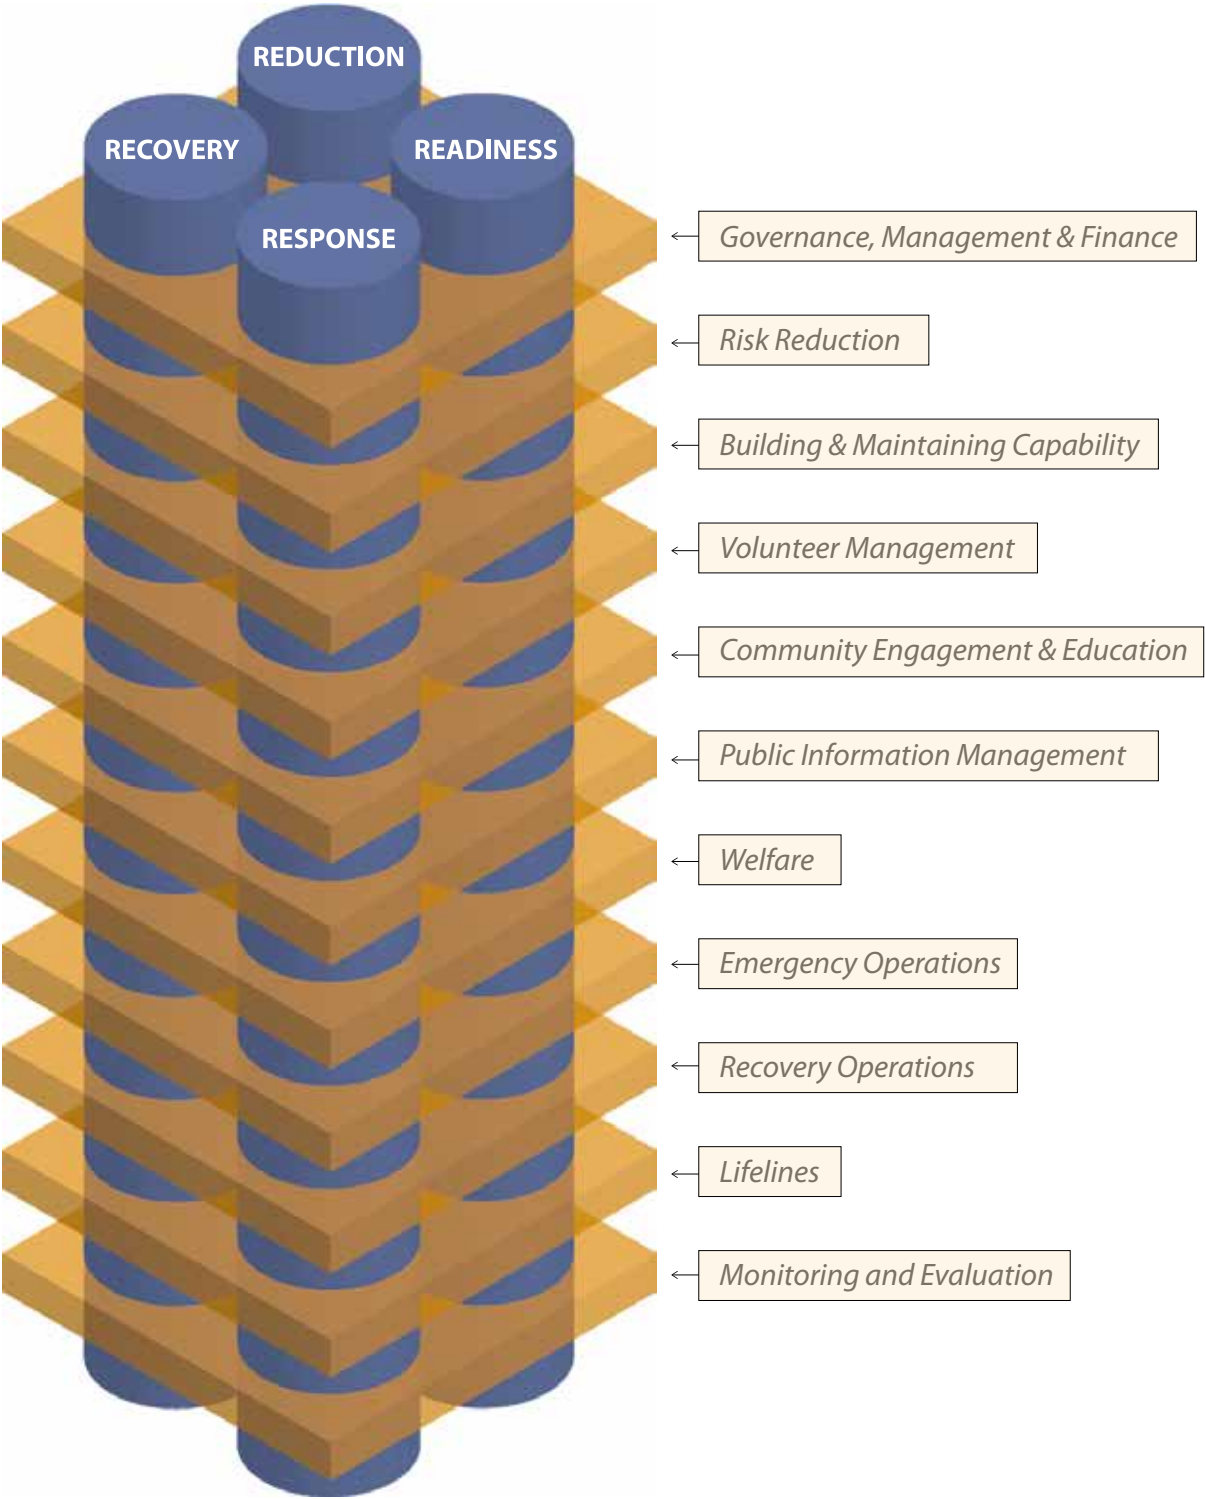 REDUCTION
RECOVERY
READINESS
RESPONSE
Governance, Management & Finance
Risk Reduction
Building & Maintaining Capability
Volunteer Management
Community Engagement & Education
Public Information Management
Welfare
Emergency Operations
Recovery Operations
Lifelines
Monitoring and Evaluation